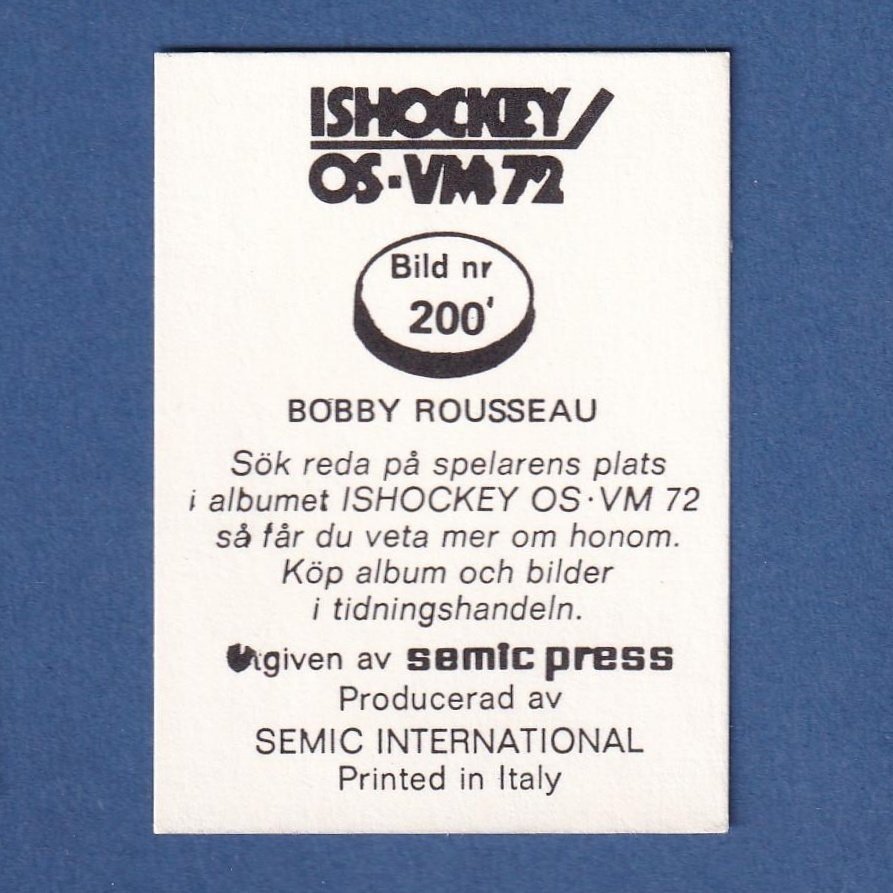 ISHOCKEY
OS·VM 72
Bild nr
200'
BOBBY ROUSSEAU
Sök reda på spelarens plats
i albumet ISHOCKEY OS·VM 72
så får du veta mer om honom.
Köp album och bilder
i tidningshandeln.
Utgiven av semic press
Producerad av
SEMIC INTERNATIONAL
Printed in Italy